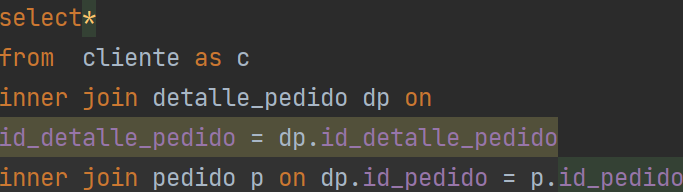 select*
from  cliente as c
inner join detalle_pedido dp on
id_detalle_pedido = dp.id_detalle_pedido
inner join pedido p on dp.id_pedido = p.id_pedido